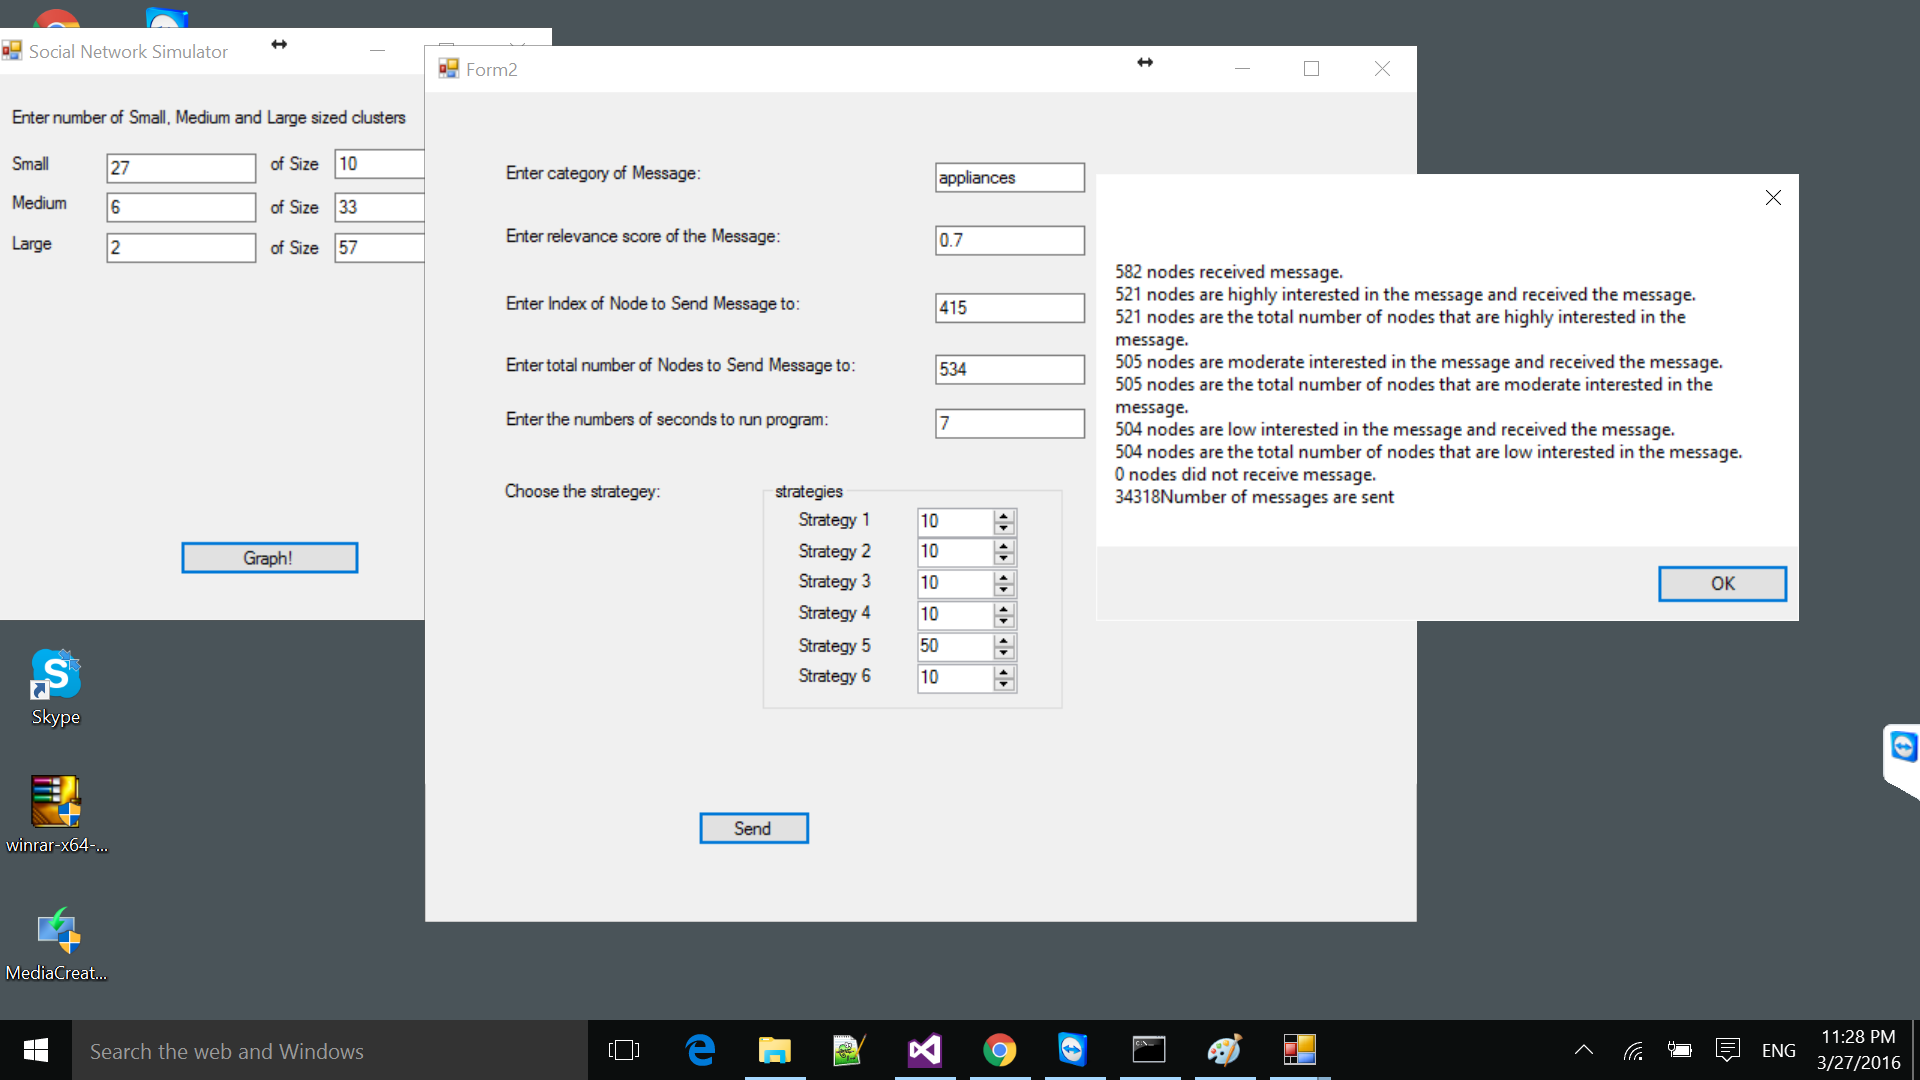 Social Network Simulator
Enter number of Small, Medium and Large sized clusters
Small 27 of Size 10
Medium 6 of Size 33
Large 2 of Size 57
Graph!
Form2
Enter category of Message: appliances
Enter relevance score of the Message: 0.7
Enter Index of Node to Send Message to: 415
Enter total number of Nodes to Send Message to: 534
Enter the numbers of seconds to run program: 7
Choose the strategey:
strategies
Strategy 1 10
Strategy 2 10
Strategy 3 10
Strategy 4 10
Strategy 5 50
Strategy 6 10
Send
582 nodes received message.
521 nodes are highly interested in the message and received the message.
521 nodes are the total number of nodes that are highly interested in the
message.
505 nodes are moderate interested in the message and received the message.
505 nodes are the total number of nodes that are moderate interested in the
message.
504 nodes are low interested in the message and received the message.
504 nodes are the total number of nodes that are low interested in the message.
0 nodes did not receive message.
34318Number of messages are sent
OK
Skype
winrar-x64-...
MediaCreat...
Search the web and Windows
ENG
11:28 PM
3/27/2016